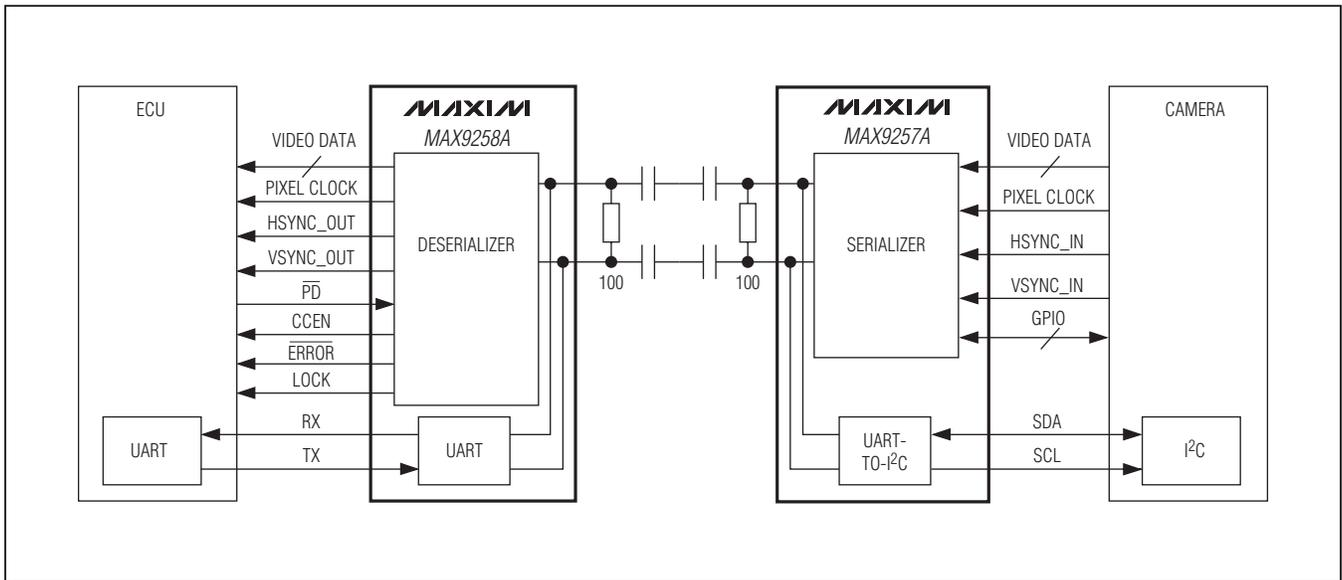 ECU
MAXIM
MAX9258A
MAXIM
MAX9257A
CAMERA
VIDEO DATA
PIXEL CLOCK
HSYNC_OUT
VSYNC_OUT
PD
CCEN
ERROR
LOCK
RX
TX
UART
DESERIALIZER
UART
100
100
SERIALIZER
UART-
TO-I²C
VIDEO DATA
PIXEL CLOCK
HSYNC_IN
VSYNC_IN
GPIO
SDA
SCL
I²C